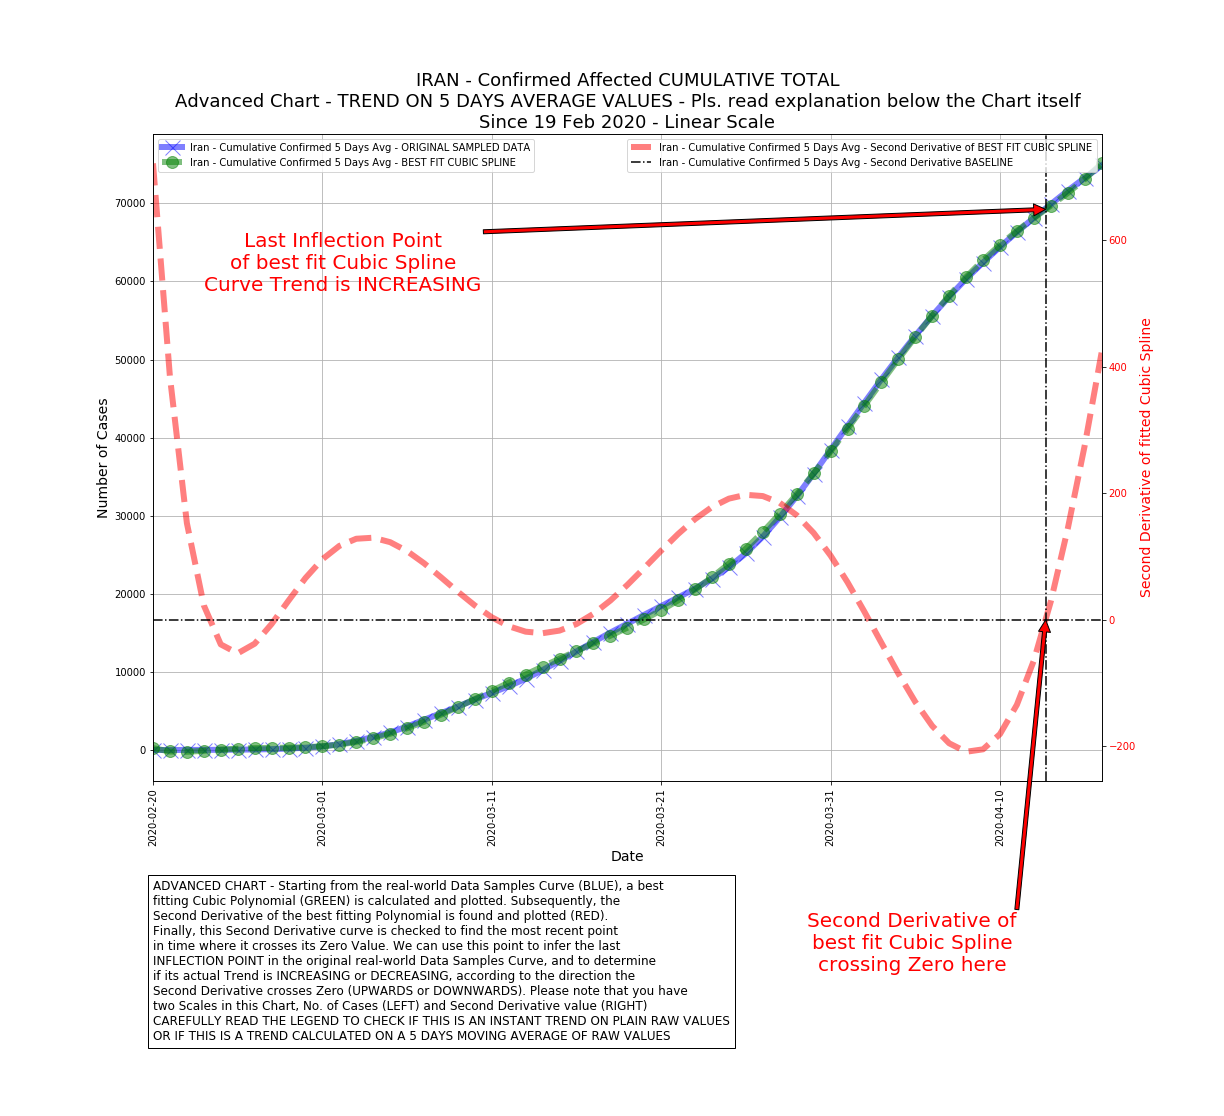 IRAN - Confirmed Affected CUMULATIVE TOTAL
Advanced Chart - TREND ON 5 DAYS AVERAGE VALUES - Pls. read explanation below the Chart itself
Since 19 Feb 2020 - Linear Scale
Iran - Cumulative Confirmed 5 Days Avg - ORIGINAL SAMPLED DATA
Iran - Cumulative Confirmed 5 Days Avg - BEST FIT CUBIC SPLINE
Iran - Cumulative Confirmed 5 Days Avg - Second Derivative of BEST FIT CUBIC SPLINE
Iran - Cumulative Confirmed 5 Days Avg - Second Derivative BASELINE
Last Inflection Point
of best fit Cubic Spline
Curve Trend is INCREASING
Number of Cases
70000
60000
50000
40000
30000
20000
10000
0
600
400
200
0
−200
Second Derivative of fitted Cubic Spline
2020-02-20
2020-03-01
2020-03-11
2020-03-21
2020-03-31
2020-04-10
Date
ADVANCED CHART - Starting from the real-world Data Samples Curve (BLUE), a best
fitting Cubic Polynomial (GREEN) is calculated and plotted. Subsequently, the
Second Derivative of the best fitting Polynomial is found and plotted (RED).
Finally, this Second Derivative curve is checked to find the most recent point
in time where it crosses its Zero Value. We can use this point to infer the last
INFLECTION POINT in the original real-world Data Samples Curve, and to determine
if its actual Trend is INCREASING or DECREASING, according to the direction the
Second Derivative crosses Zero (UPWARDS or DOWNWARDS). Please note that you have
two Scales in this Chart, No. of Cases (LEFT) and Second Derivative value (RIGHT)
CAREFULLY READ THE LEGEND TO CHECK IF THIS IS AN INSTANT TREND ON PLAIN RAW VALUES
OR IF THIS IS A TREND CALCULATED ON A 5 DAYS MOVING AVERAGE OF RAW VALUES
Second Derivative of
best fit Cubic Spline
crossing Zero here